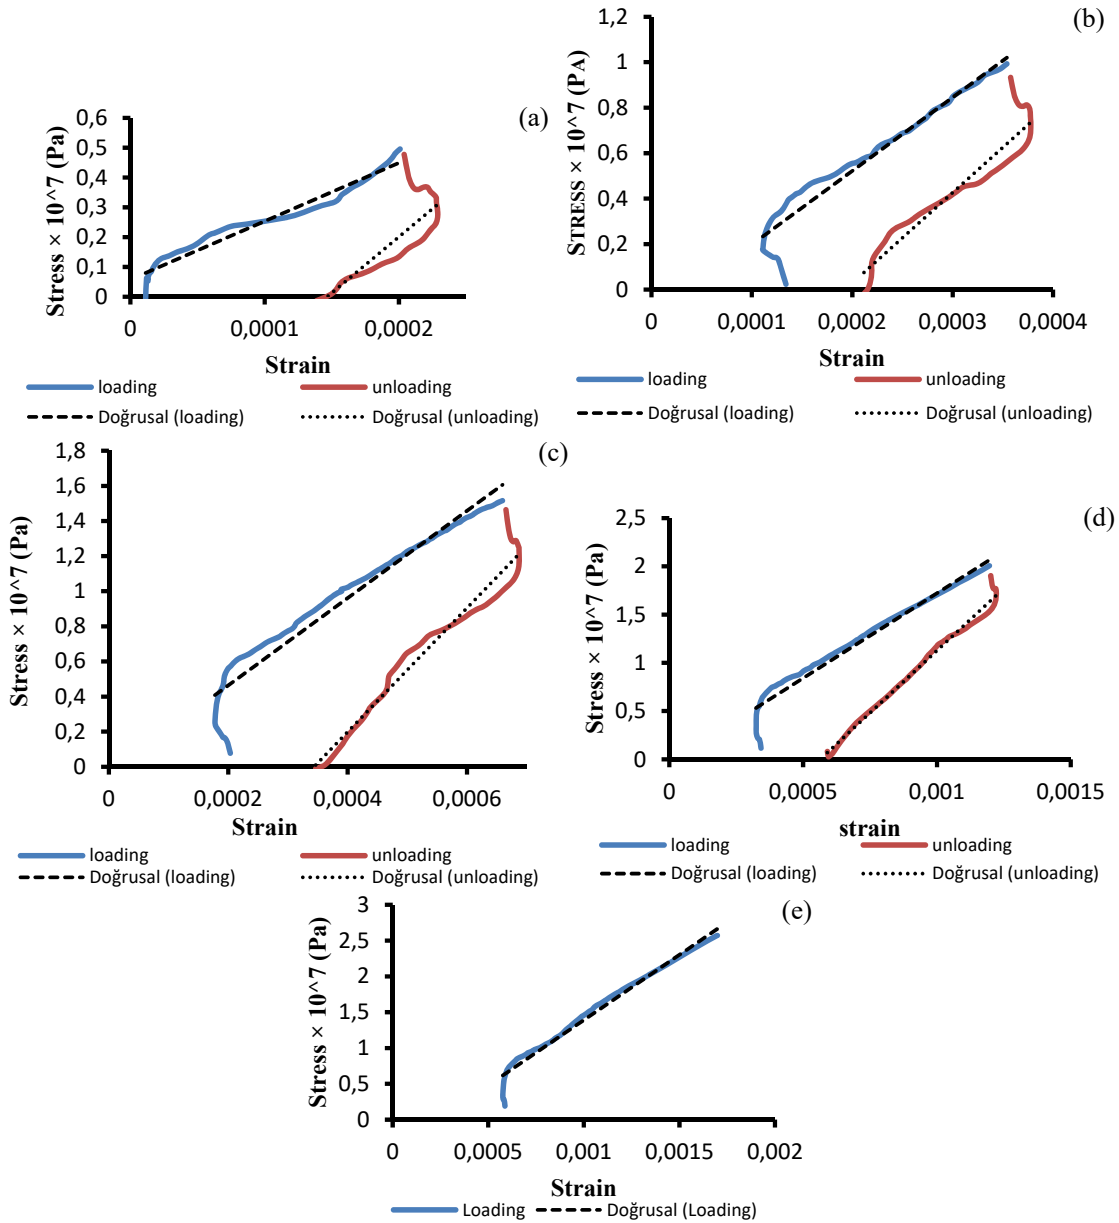 (a)
Stress × 10^7 (Pa)
0,6
0,5
0,4
0,3
0,2
0,1
0
0 0,0001 0,0002
Strain
loading unloading
Doğrusal (loading) Doğrusal (unloading)
(b)
STRESS × 10^7 (PA)
1,2
1
0,8
0,6
0,4
0,2
0
0 0,0001 0,0002 0,0003 0,0004
Strain
loading unloading
Doğrusal (loading) Doğrusal (unloading)
(c)
Stress × 10^7 (Pa)
1,8
1,6
1,4
1,2
1
0,8
0,6
0,4
0,2
0
0 0,0002 0,0004 0,0006
Strain
loading unloading
Doğrusal (loading) Doğrusal (unloading)
(d)
Stress × 10^7 (Pa)
2,5
2
1,5
1
0,5
0
0 0,0005 0,001 0,0015
strain
loading unloading
Doğrusal (loading) Doğrusal (unloading)
(e)
Stress × 10^7 (Pa)
3
2,5
2
1,5
1
0,5
0
0 0,0005 0,001 0,0015 0,002
Strain
Loading Doğrusal (Loading)